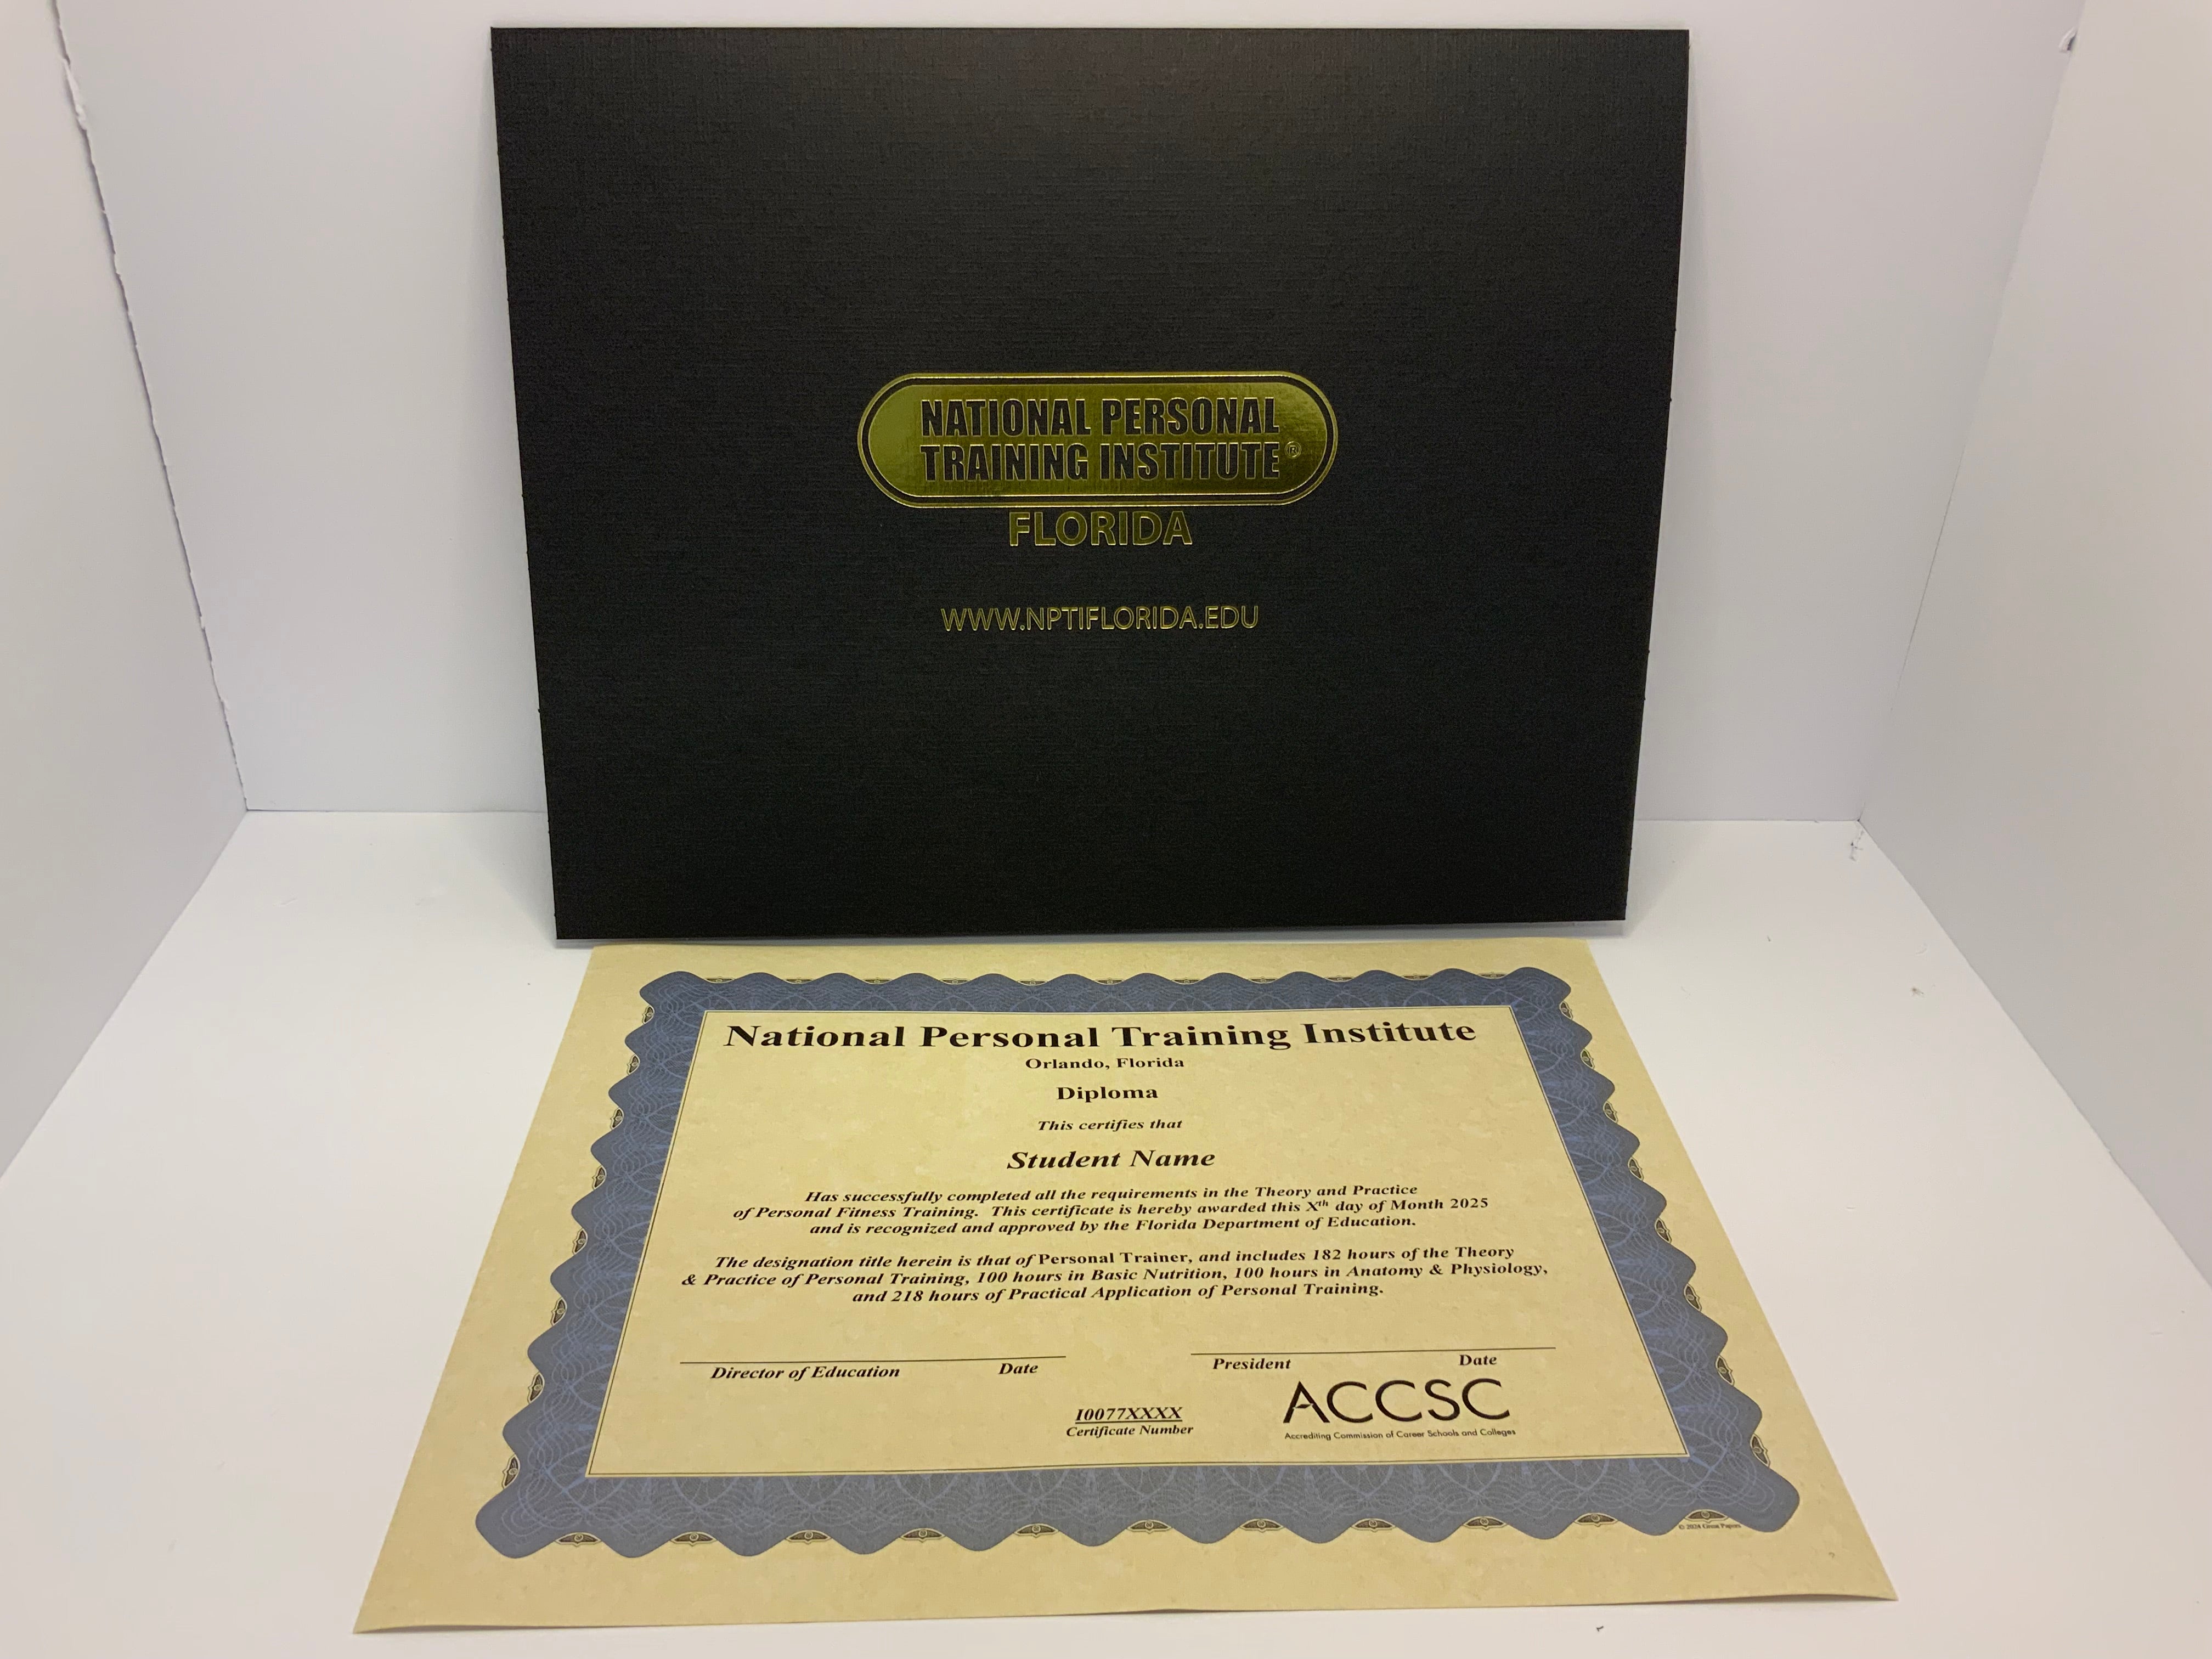 NATIONAL PERSONAL
TRAINING INSTITUTE®
FLORIDA
WWW.NPTIFLORIDA.EDU
National Personal Training Institute
Orlando, Florida
Diploma
This certifies that
Student Name
Has successfully completed all the requirements in the Theory and Practice
of Personal Fitness Training. This certificate is hereby awarded this Xth day of Month 2025
and is recognized and approved by the Florida Department of Education.
The designation title herein is that of Personal Trainer, and includes 182 hours of the Theory
& Practice of Personal Training, 100 hours in Basic Nutrition, 100 hours in Anatomy & Physiology,
and 218 hours of Practical Application of Personal Training.
Director of Education Date
President Date
I0077XXXX
Certificate Number
ACCSC
Accrediting Commission of Career Schools and Colleges
© 2024 Great Papers